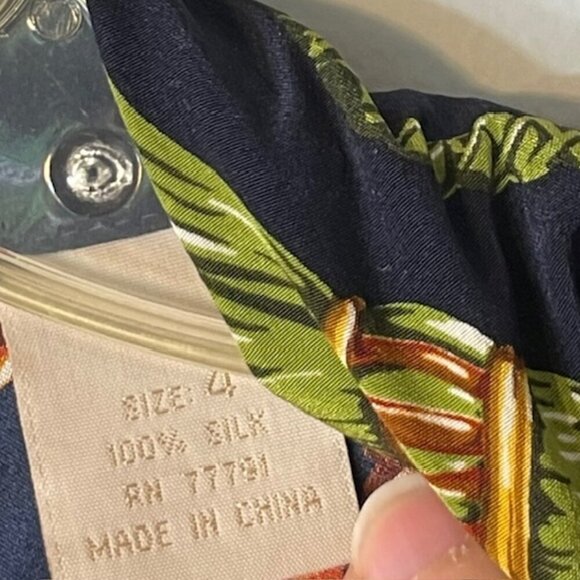 SIZE: 4
100% SILK
RN 77791
MADE IN CHINA